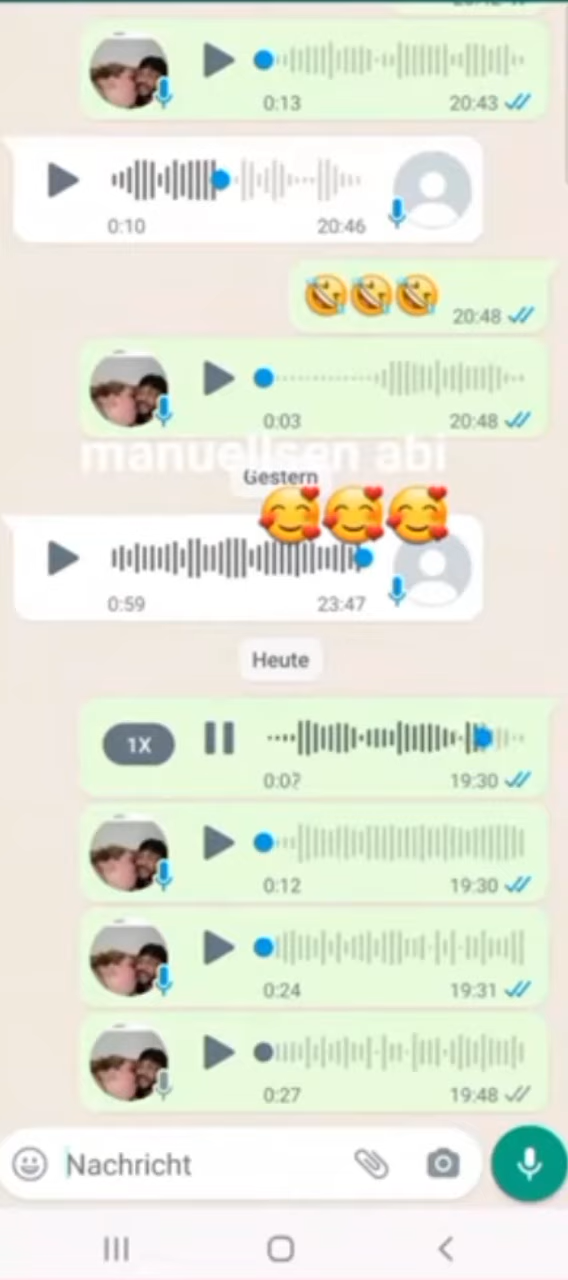 0:13 20:43
0:10 20:46
🤣🤣🤣 20:48
0:03 20:48
manuellsen abi
Gestern
🥰🥰🥰
0:59 23:47
Heute
1X
0:07 19:30
0:12 19:30
0:24 19:31
0:27 19:48
Nachricht